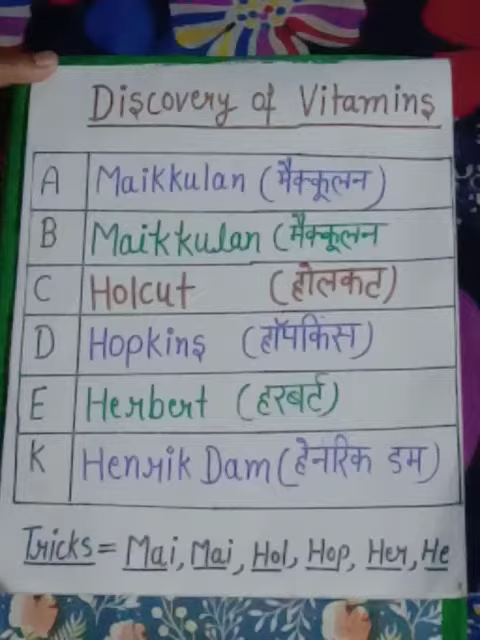 Discovery of Vitamins
A Maikkulan (मैक्कूलन)
B Maikkulan (मैक्कूलन
C Holcut (होलकट)
D Hopkins (हॉपकिंस)
E Herbert (हरबर्ट)
K Henrik Dam (हेनरिक डम)
Tricks = Mai, Mai, Hol, Hop, Her, He